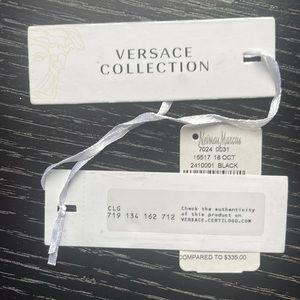 VERSACE
COLLECTION
Neiman Marcus
7024 0031
15517 16 OCT
2410001 BLACK
CLG
719 134 162 712
Check the authenticity
of this product on
VERSACE.CERTILOGO.COM
COMPARED TO $335.00